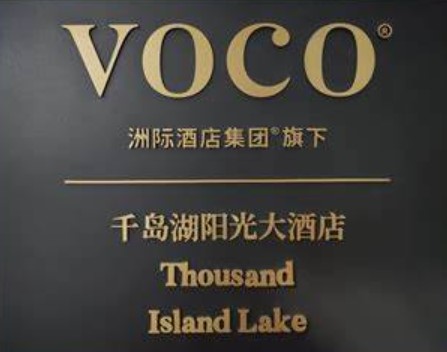 VOCO®
洲际酒店集团®旗下
千岛湖阳光大酒店
Thousand
Island Lake